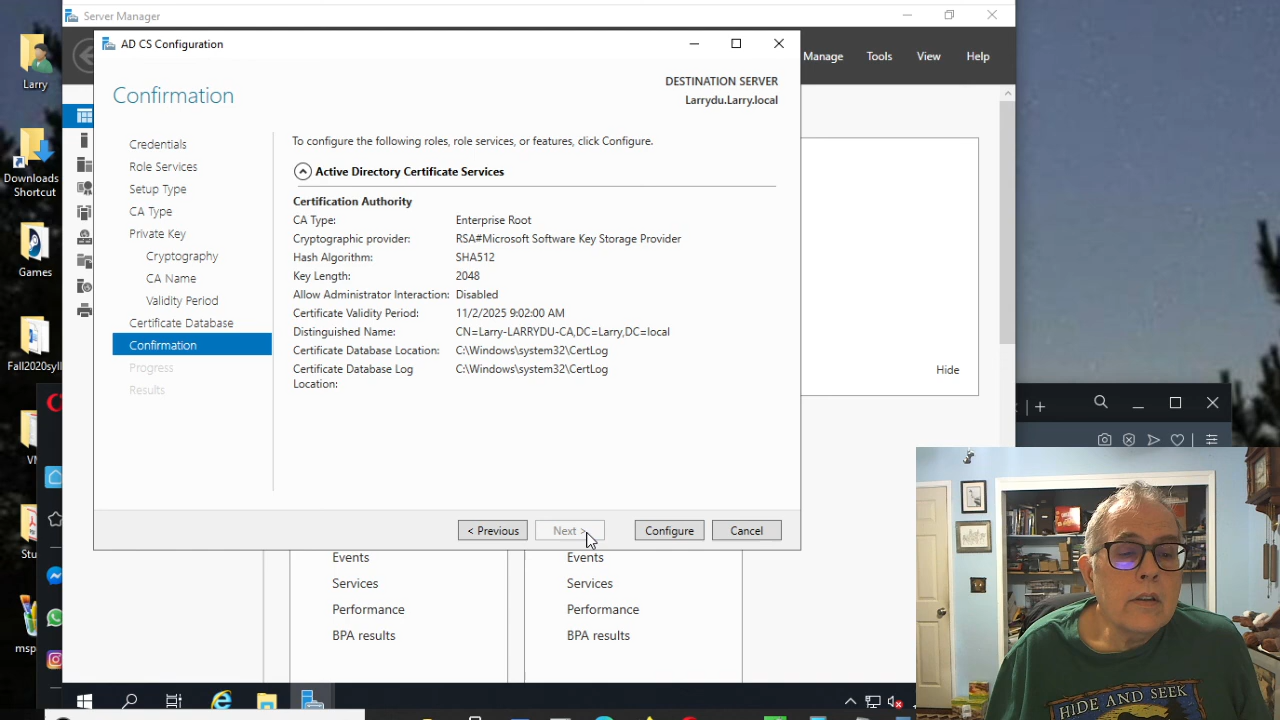 Server Manager
AD CS Configuration
Manage Tools View Help
Confirmation
DESTINATION SERVER
Larrydu.Larry.local
Credentials
Role Services
Setup Type
CA Type
Private Key
Cryptography
CA Name
Validity Period
Certificate Database
Confirmation
Progress
Results
To configure the following roles, role services, or features, click Configure.
Active Directory Certificate Services
Certification Authority
CA Type: Enterprise Root
Cryptographic provider: RSA#Microsoft Software Key Storage Provider
Hash Algorithm: SHA512
Key Length: 2048
Allow Administrator Interaction: Disabled
Certificate Validity Period: 11/2/2025 9:02:00 AM
Distinguished Name: CN=Larry-LARRYDU-CA,DC=Larry,DC=local
Certificate Database Location: C:\Windows\system32\CertLog
Certificate Database Log C:\Windows\system32\CertLog
Location:
< Previous Next > Configure Cancel
Hide
Events
Services
Performance
BPA results
Events
Services
Performance
BPA results
Larry
Downloads
Shortcut
Games
Fall2020syll
VM
Stu
msp
HIDE AND SEEK